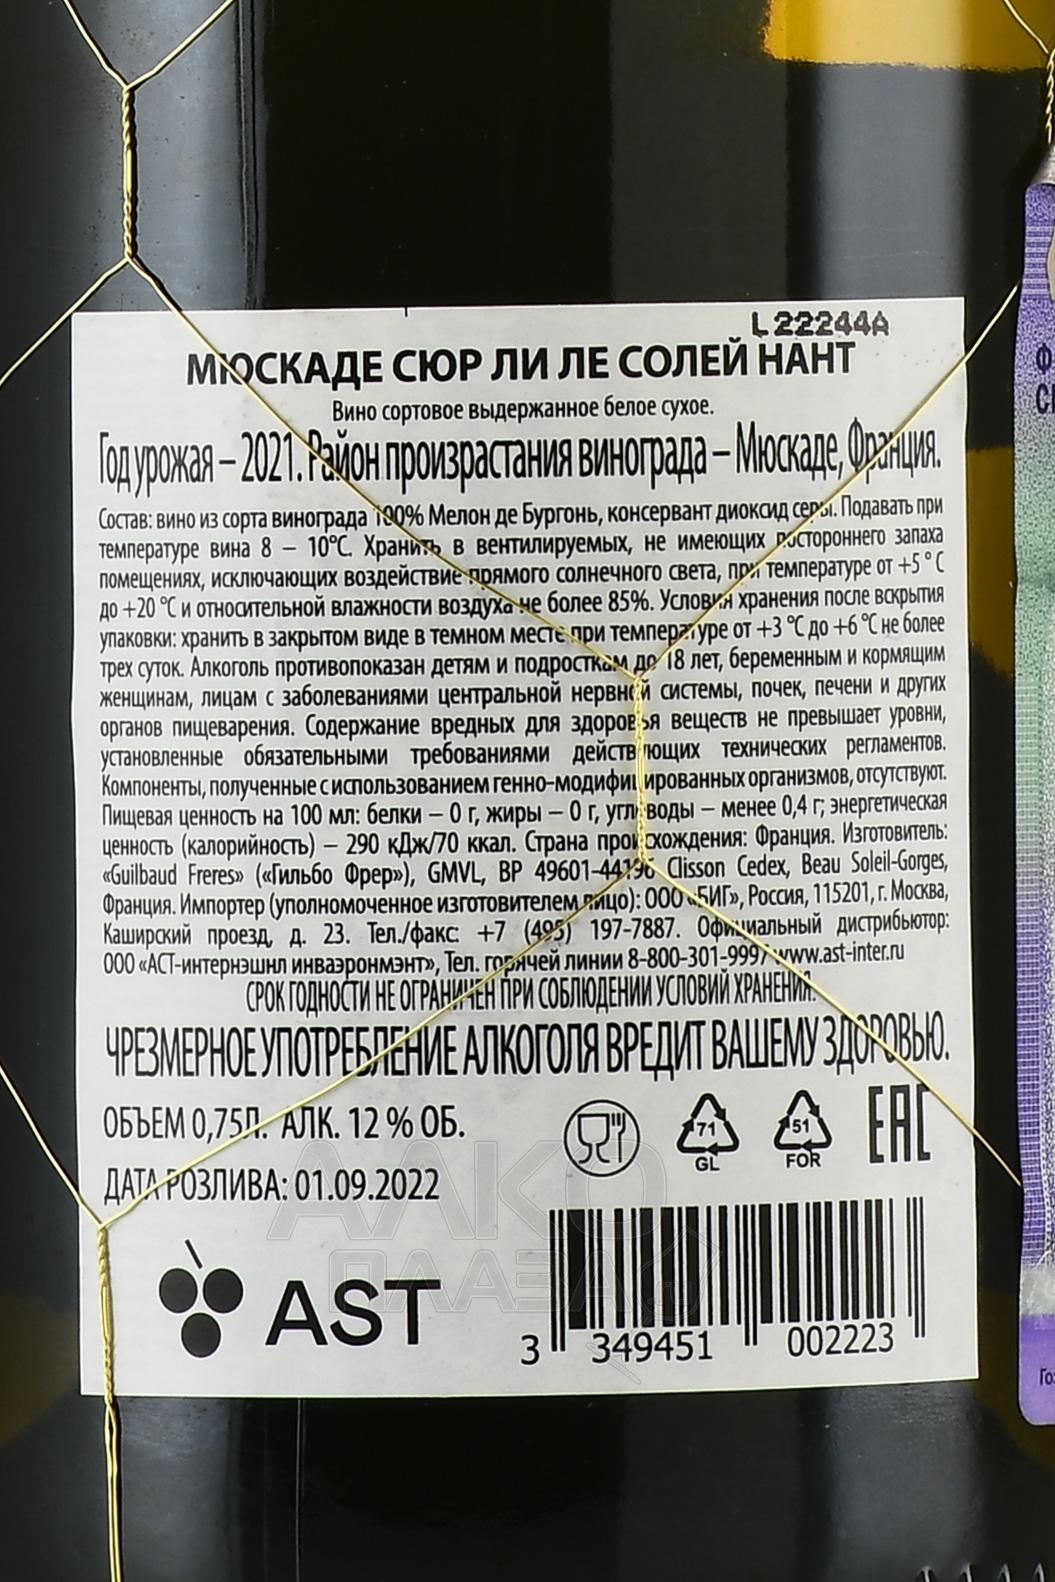 L22244A
МЮСКАДЕ СЮР ЛИ ЛЕ СОЛЕЙ НАНТ
Вино сортовое выдержанное белое сухое.
Год урожая – 2021. Район произрастания винограда – Мюскаде, Франция.
Состав: вино из сорта винограда 100% Мелон де Бургонь, консервант диоксид серы. Подавать при
температуре вина 8 – 10°С. Хранить в вентилируемых, не имеющих постороннего запаха
помещениях, исключающих воздействие прямого солнечного света, при температуре от +5 °С
до +20 °С и относительной влажности воздуха не более 85%. Условия хранения после вскрытия
упаковки: хранить в закрытом виде в темном месте при температуре от +3 °С до +6 °С не более
трех суток. Алкоголь противопоказан детям и подросткам до 18 лет, беременным и кормящим
женщинам, лицам с заболеваниями центральной нервной системы, почек, печени и других
органов пищеварения. Содержание вредных для здоровья веществ не превышает уровни,
установленные обязательными требованиями действующих технических регламентов.
Компоненты, полученные с использованием генно-модифицированных организмов, отсутствуют.
Пищевая ценность на 100 мл: белки – 0 г, жиры – 0 г, углеводы – менее 0,4 г; энергетическая
ценность (калорийность) – 290 кДж/70 ккал. Страна происхождения: Франция. Изготовитель:
«Guilbaud Freres» («Гильбо Фрер»), GMVL, BP 49601-44196 Clisson Cedex, Beau Soleil-Gorges,
Франция. Импортер (уполномоченное изготовителем лицо): ООО «БИГ», Россия, 115201, г. Москва,
Каширский проезд, д. 23. Тел./факс: +7 (495) 197-7887. Официальный дистрибьютор:
ООО «АСТ-интернэшнл инваэронмэнт», Тел. горячей линии 8-800-301-9997 www.ast-inter.ru
СРОК ГОДНОСТИ НЕ ОГРАНИЧЕН ПРИ СОБЛЮДЕНИИ УСЛОВИЙ ХРАНЕНИЯ.
ЧРЕЗМЕРНОЕ УПОТРЕБЛЕНИЕ АЛКОГОЛЯ ВРЕДИТ ВАШЕМУ ЗДОРОВЬЮ.
ОБЪЕМ 0,75Л. АЛК. 12 % ОБ.
71
GL
51
FOR
EAC
ДАТА РОЗЛИВА: 01.09.2022
АЛКО
ПЛАЗА
AST
3 349451 002223